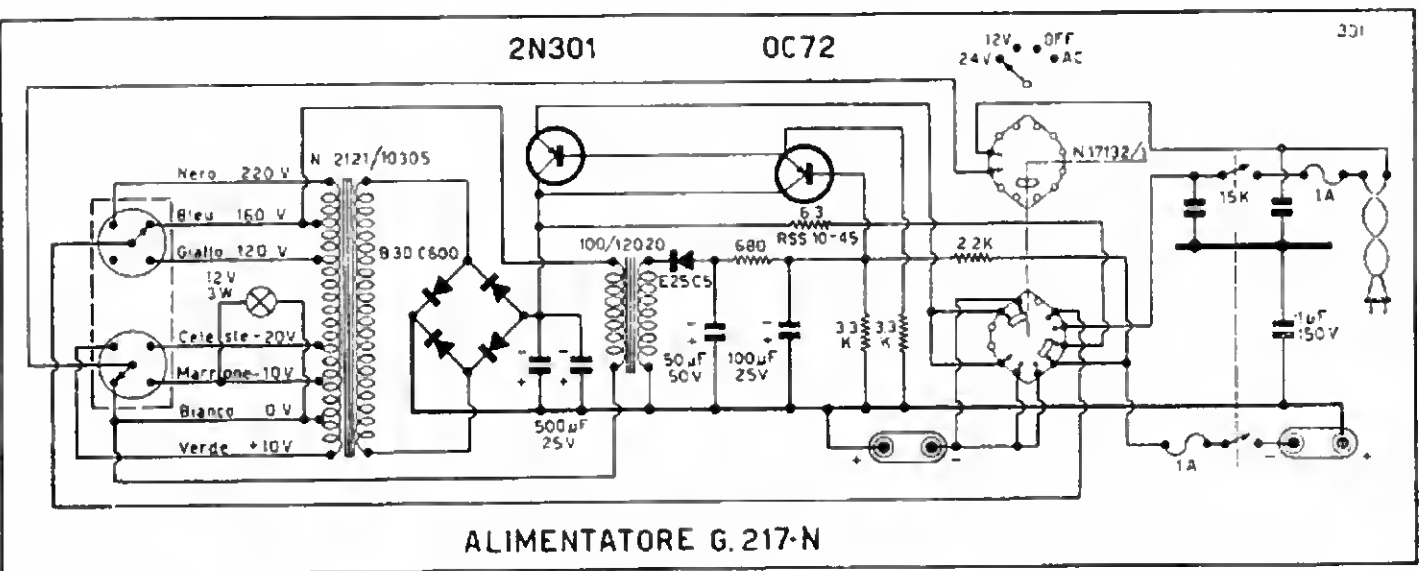 2N301
OC72
12V
OFF
24V
AC
N 2121/10305
N.17132/1
Nero 220 V
Bleu 160 V
Giallo 120 V
12 V
3W
Celeste -20V
Marrone -10V
Bianco 0 V
Verde +10V
B30 C600
100/12020
E25C5
680
6.3
RSS 10-45
2.2K
15K
1A
-
+
500µF
25V
-
+
50µF
50V
-
+
100µF
25V
3.3
K
3.3
K
1µF
150V
+
-
1A
-
+
ALIMENTATORE G. 217-N